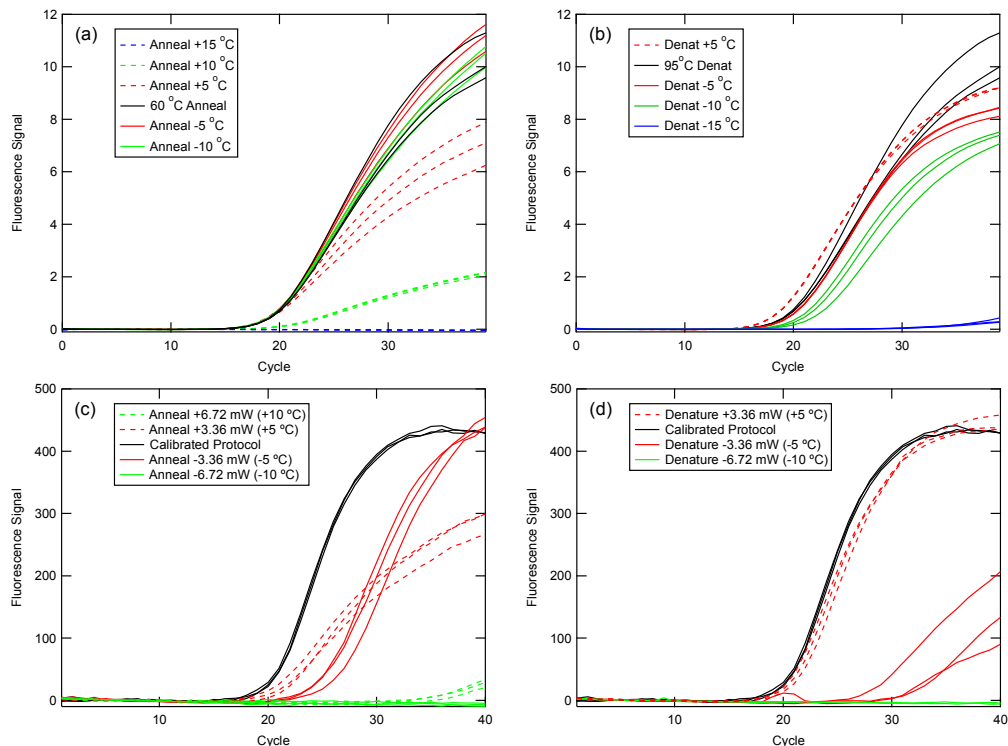 (a)
Anneal +15 °C
Anneal +10 °C
Anneal +5 °C
60 °C Anneal
Anneal -5 °C
Anneal -10 °C
Fluorescence Signal
12
10
8
6
4
2
0
0
10
20
30
Cycle
(b)
Denat +5 °C
95°C Denat
Denat -5 °C
Denat -10 °C
Denat -15 °C
Fluorescence Signal
12
10
8
6
4
2
0
0
10
20
30
Cycle
(c)
Anneal +6.72 mW (+10 ºC)
Anneal +3.36 mW (+5 ºC)
Calibrated Protocol
Anneal -3.36 mW (-5 ºC)
Anneal -6.72 mW (-10 ºC)
Fluorescence Signal
500
400
300
200
100
0
10
20
30
40
Cycle
(d)
Denature +3.36 mW (+5 ºC)
Calibrated Protocol
Denature -3.36 mW (-5 ºC)
Denature -6.72 mW (-10 ºC)
Fluorescence Signal
500
400
300
200
100
0
10
20
30
40
Cycle